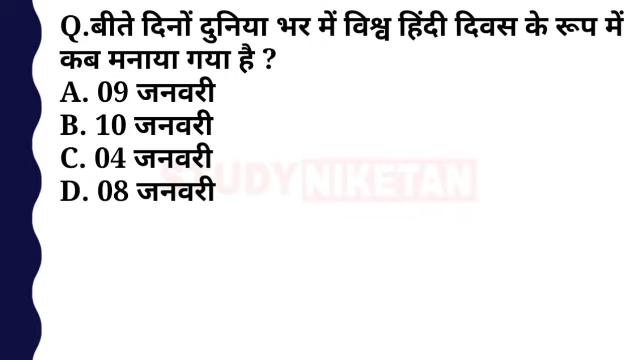 Q.बीते दिनों दुनिया भर में विश्व हिंदी दिवस के रूप में
कब मनाया गया है ?
A. 09 जनवरी
B. 10 जनवरी
C. 04 जनवरी
D. 08 जनवरी
STUDY NIKETAN